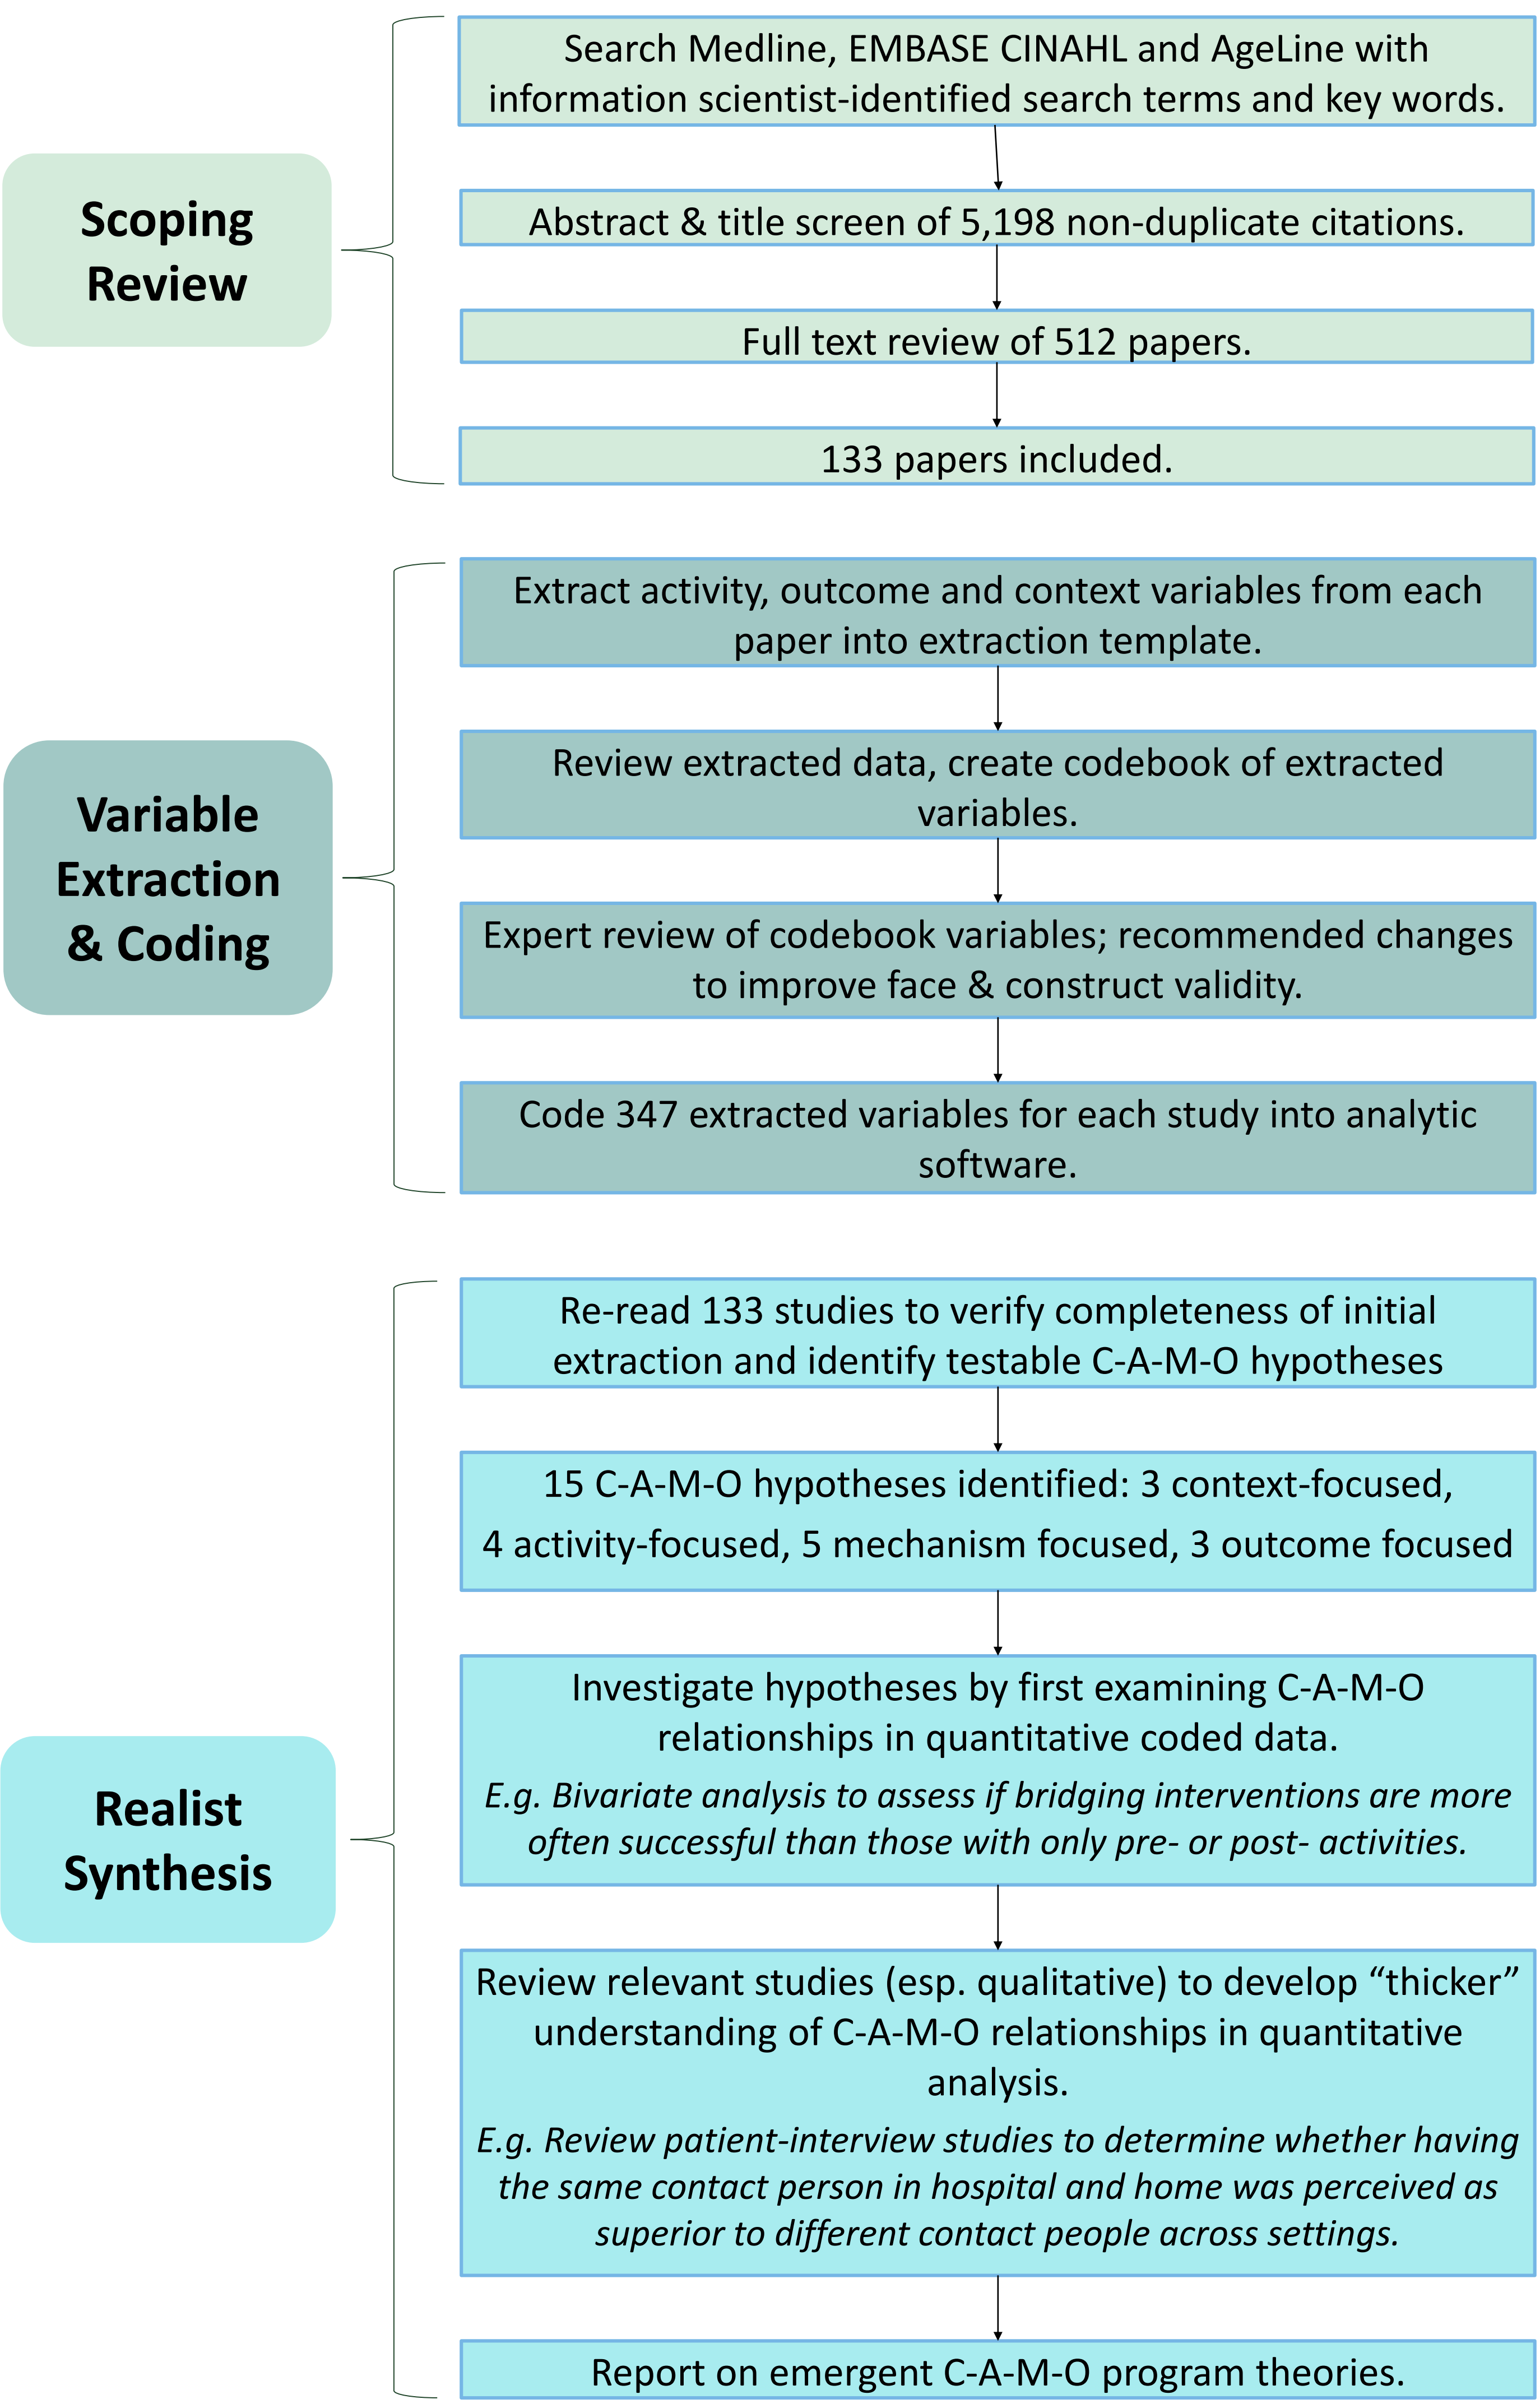 Scoping
Review
Search Medline, EMBASE CINAHL and AgeLine with
information scientist-identified search terms and key words.
Abstract & title screen of 5,198 non-duplicate citations.
Full text review of 512 papers.
133 papers included.
Variable
Extraction
& Coding
Extract activity, outcome and context variables from each
paper into extraction template.
Review extracted data, create codebook of extracted
variables.
Expert review of codebook variables; recommended changes
to improve face & construct validity.
Code 347 extracted variables for each study into analytic
software.
Realist
Synthesis
Re-read 133 studies to verify completeness of initial
extraction and identify testable C-A-M-O hypotheses
15 C-A-M-O hypotheses identified: 3 context-focused,
4 activity-focused, 5 mechanism focused, 3 outcome focused
Investigate hypotheses by first examining C-A-M-O
relationships in quantitative coded data.
E.g. Bivariate analysis to assess if bridging interventions are more
often successful than those with only pre- or post- activities.
Review relevant studies (esp. qualitative) to develop “thicker”
understanding of C-A-M-O relationships in quantitative
analysis.
E.g. Review patient-interview studies to determine whether having
the same contact person in hospital and home was perceived as
superior to different contact people across settings.
Report on emergent C-A-M-O program theories.